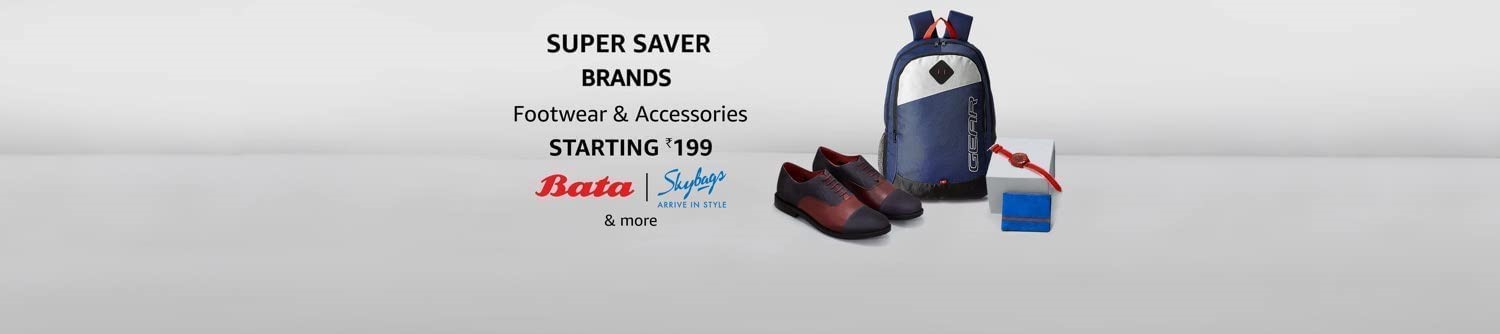 SUPER SAVER
BRANDS
Footwear & Accessories
STARTING ₹199
Bata | Skybags
ARRIVE IN STYLE
& more
GEAR